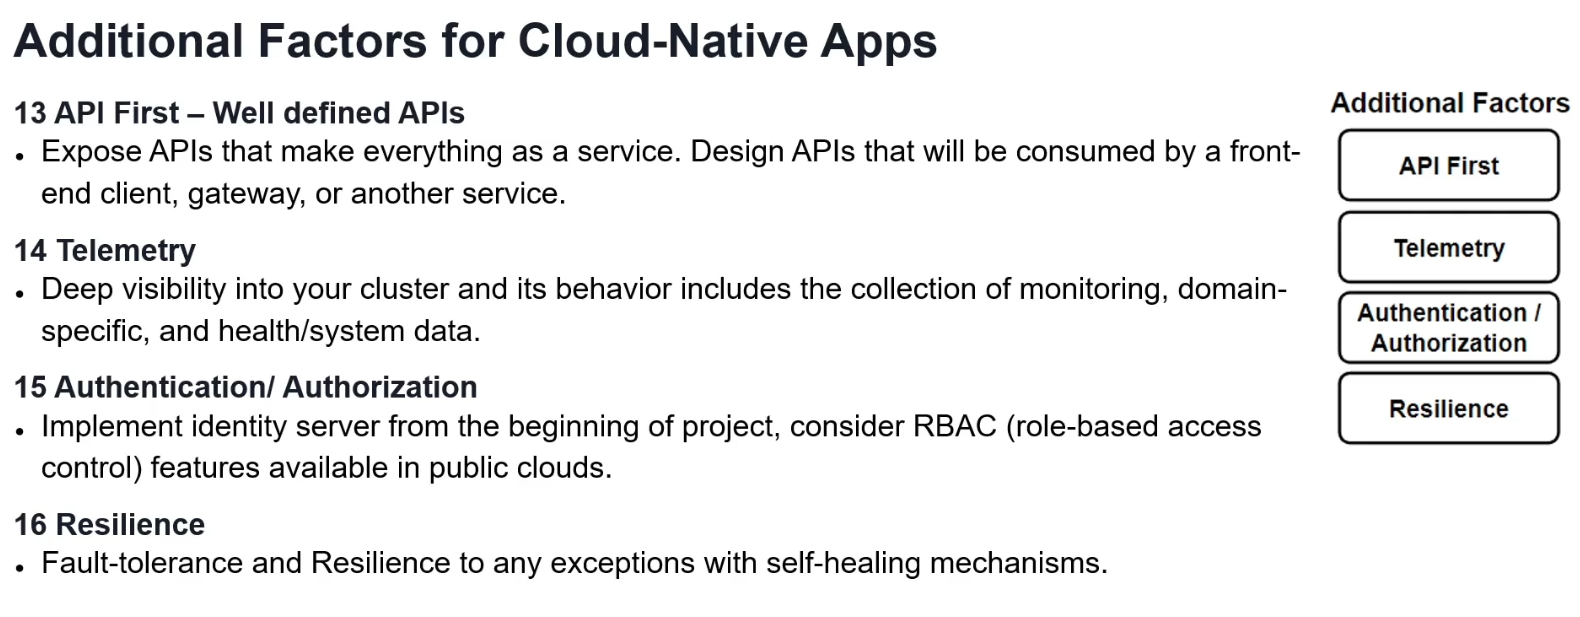 Additional Factors for Cloud-Native Apps
13 API First – Well defined APIs
• Expose APIs that make everything as a service. Design APIs that will be consumed by a front-
end client, gateway, or another service.
14 Telemetry
• Deep visibility into your cluster and its behavior includes the collection of monitoring, domain-
specific, and health/system data.
15 Authentication/ Authorization
• Implement identity server from the beginning of project, consider RBAC (role-based access
control) features available in public clouds.
16 Resilience
• Fault-tolerance and Resilience to any exceptions with self-healing mechanisms.
Additional Factors
API First
Telemetry
Authentication /
Authorization
Resilience